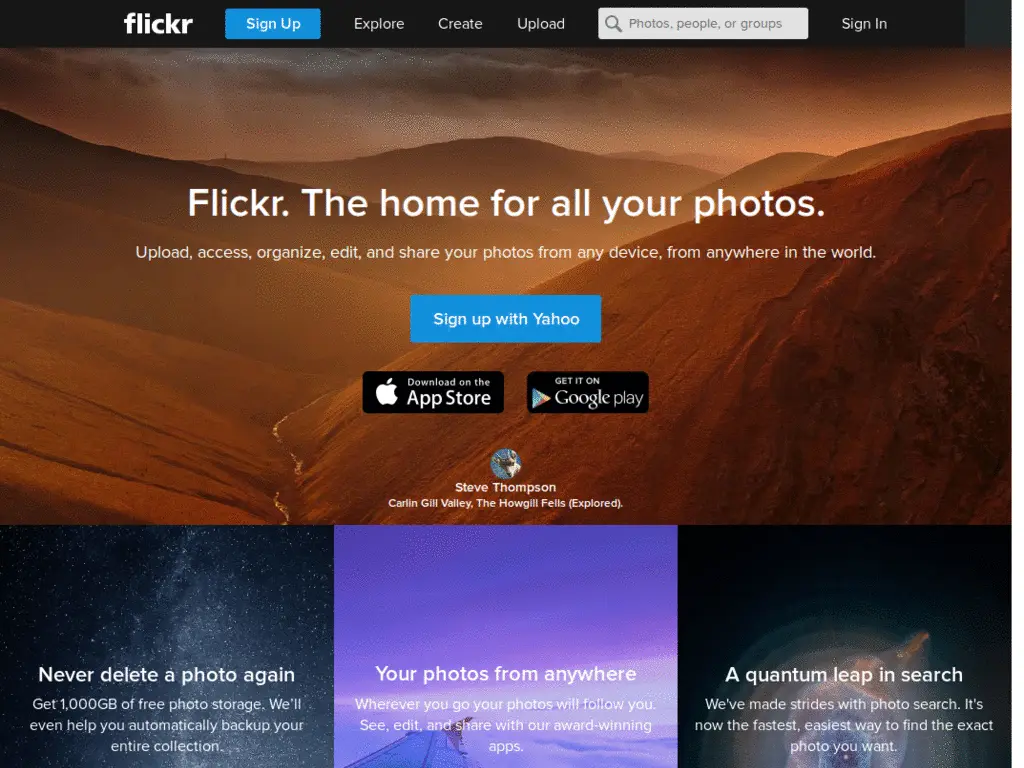 flickr
Sign Up
Explore
Create
Upload
Photos, people, or groups
Sign In
Flickr. The home for all your photos.
Upload, access, organize, edit, and share your photos from any device, from anywhere in the world.
Sign up with Yahoo
Download on the
App Store
GET IT ON
Google play
Steve Thompson
Carlin Gill Valley, The Howgill Fells (Explored).
Never delete a photo again
Get 1,000GB of free photo storage. We'll
even help you automatically backup your
entire collection.
Your photos from anywhere
Wherever you go your photos will follow you.
See, edit, and share with our award-winning
apps.
A quantum leap in search
We've made strides with photo search. It's
now the fastest, easiest way to find the exact
photo you want.